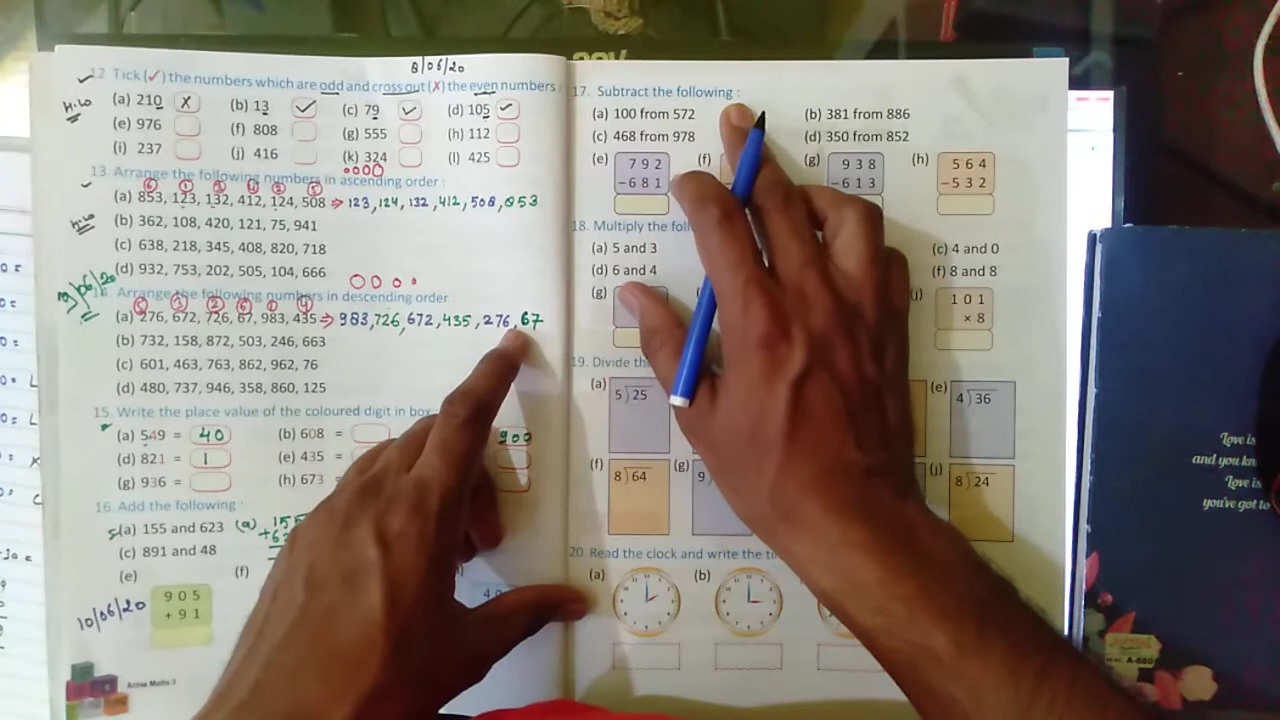 8/06/20
12 Tick (✓) the numbers which are odd and cross out (✗) the even numbers :
H.W
(a) 210 ✗ (b) 13 ✓ (c) 79 ✓ (d) 105 ✓
(e) 976 (f) 808 (g) 555 (h) 112
(i) 237 (j) 416 (k) 324 (l) 425
13. Arrange the following numbers in ascending order :
6 1 3 4 2 5
(a) 853, 123, 132, 412, 124, 508 ⇒ 123, 124, 132, 412, 508, 853
H.W
(b) 362, 108, 420, 121, 75, 941
(c) 638, 218, 345, 408, 820, 718
(d) 932, 753, 202, 505, 104, 666
9/06/20
14. Arrange the following numbers in descending order
(a) 276, 672, 726, 67, 983, 435 ⇒ 983, 726, 672, 435, 276, 67
(b) 732, 158, 872, 503, 246, 663
(c) 601, 463, 763, 862, 962, 76
(d) 480, 737, 946, 358, 860, 125
15. Write the place value of the coloured digit in box
(a) 549 = 40 (b) 608 = 900
(d) 821 = 1 (e) 435 =
(g) 936 = (h) 673
16. Add the following :
(a) 155 and 623 (a) 155
(c) 891 and 48
(e) (f)
10/06/20
905
+ 91
Active Maths-3
17. Subtract the following :
(a) 100 from 572 (b) 381 from 886
(c) 468 from 978 (d) 350 from 852
(e) 792 (f) (g) 938 (h) 564
−681 −613 −532
18. Multiply the
(a) 5 and 3 (c) 4 and 0
(d) 6 and 4 (f) 8 and 8
(g) (j) 101
× 8
19. Divide
(a) 5)25 (e) 4)36
(f) 8)64 (g) 9) (j) 8)24
20. Read the clock and write the
(a) (b)
Love is
and you
Love is
you've got to